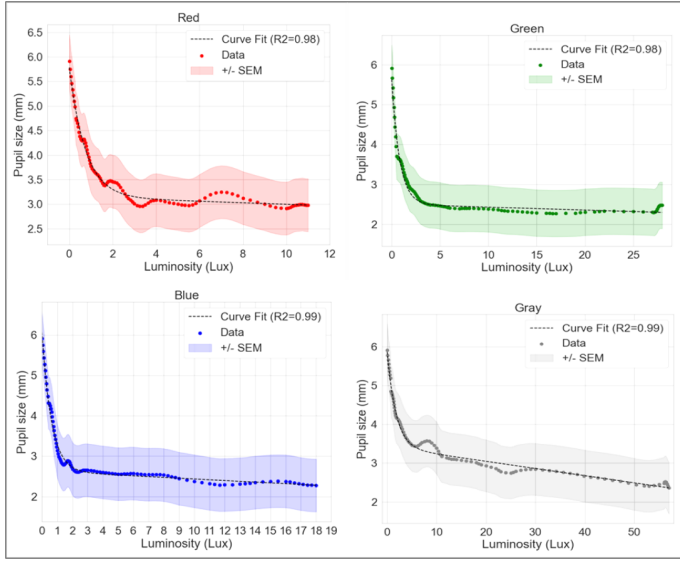 Red
Pupil size (mm)
6.5
6.0
5.5
5.0
4.5
4.0
3.5
3.0
2.5
Curve Fit (R2=0.98)
Data
+/- SEM
0 2 4 6 8 10 12
Luminosity (Lux)
Green
Pupil size (mm)
6
5
4
3
2
Curve Fit (R2=0.98)
Data
+/- SEM
0 5 10 15 20 25
Luminosity (Lux)
Blue
Pupil size (mm)
6
5
4
3
2
Curve Fit (R2=0.99)
Data
+/- SEM
0 1 2 3 4 5 6 7 8 9 10 11 12 13 14 15 16 17 18 19
Luminosity (Lux)
Gray
Pupil size (mm)
6
5
4
3
2
Curve Fit (R2=0.99)
Data
+/- SEM
0 10 20 30 40 50
Luminosity (Lux)